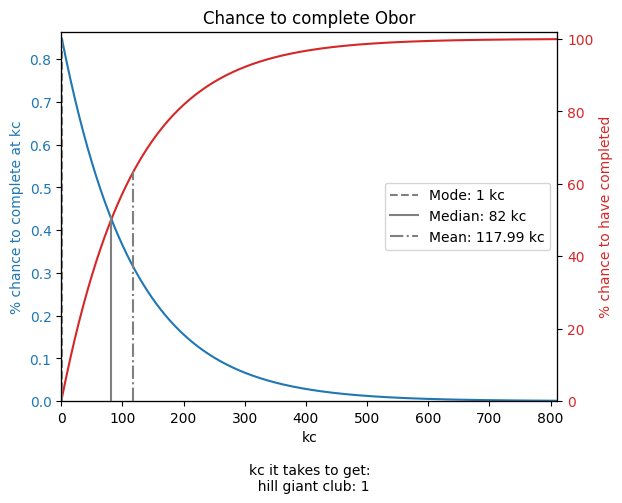 Chance to complete Obor
% chance to complete at kc
0.8
0.7
0.6
0.5
0.4
0.3
0.2
0.1
0.0
100
80
60
40
20
0
% chance to have completed
Mode: 1 kc
Median: 82 kc
Mean: 117.99 kc
0 100 200 300 400 500 600 700 800
kc
kc it takes to get:
hill giant club: 1